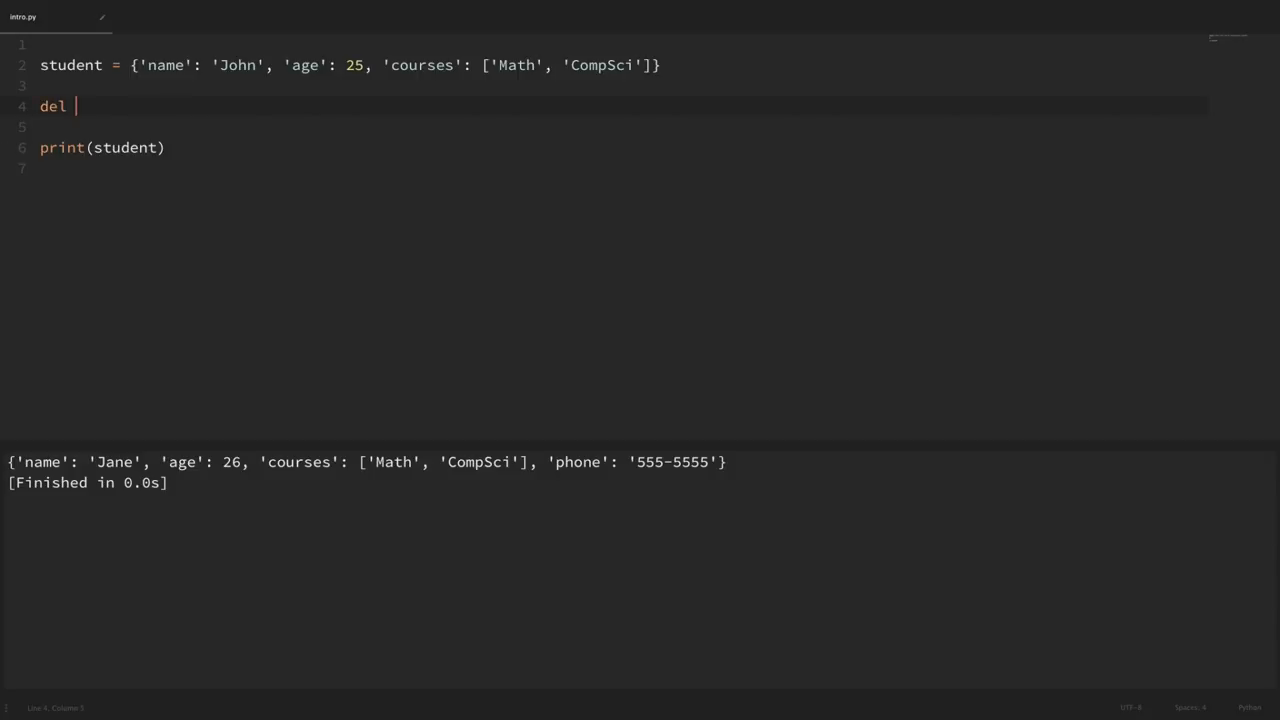 intro.py
1
2 student = {'name': 'John', 'age': 25, 'courses': ['Math', 'CompSci']}
3
4 del
5
6 print(student)
7
{'name': 'Jane', 'age': 26, 'courses': ['Math', 'CompSci'], 'phone': '555-5555'}
[Finished in 0.0s]
Line 4, Column 5 UTF-8 Spaces: 4 Python